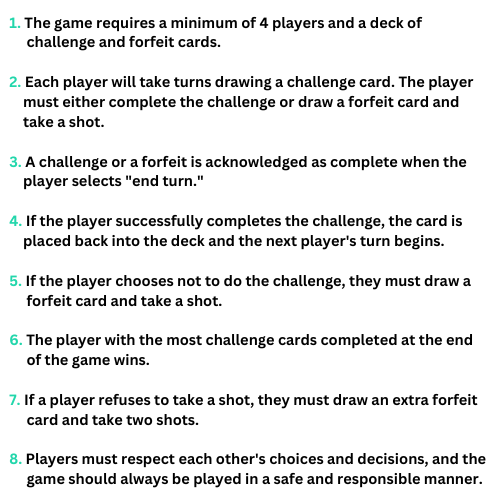 1. The game requires a minimum of 4 players and a deck of
challenge and forfeit cards.
2. Each player will take turns drawing a challenge card. The player
must either complete the challenge or draw a forfeit card and
take a shot.
3. A challenge or a forfeit is acknowledged as complete when the
player selects "end turn."
4. If the player successfully completes the challenge, the card is
placed back into the deck and the next player's turn begins.
5. If the player chooses not to do the challenge, they must draw a
forfeit card and take a shot.
6. The player with the most challenge cards completed at the end
of the game wins.
7. If a player refuses to take a shot, they must draw an extra forfeit
card and take two shots.
8. Players must respect each other's choices and decisions, and the
game should always be played in a safe and responsible manner.